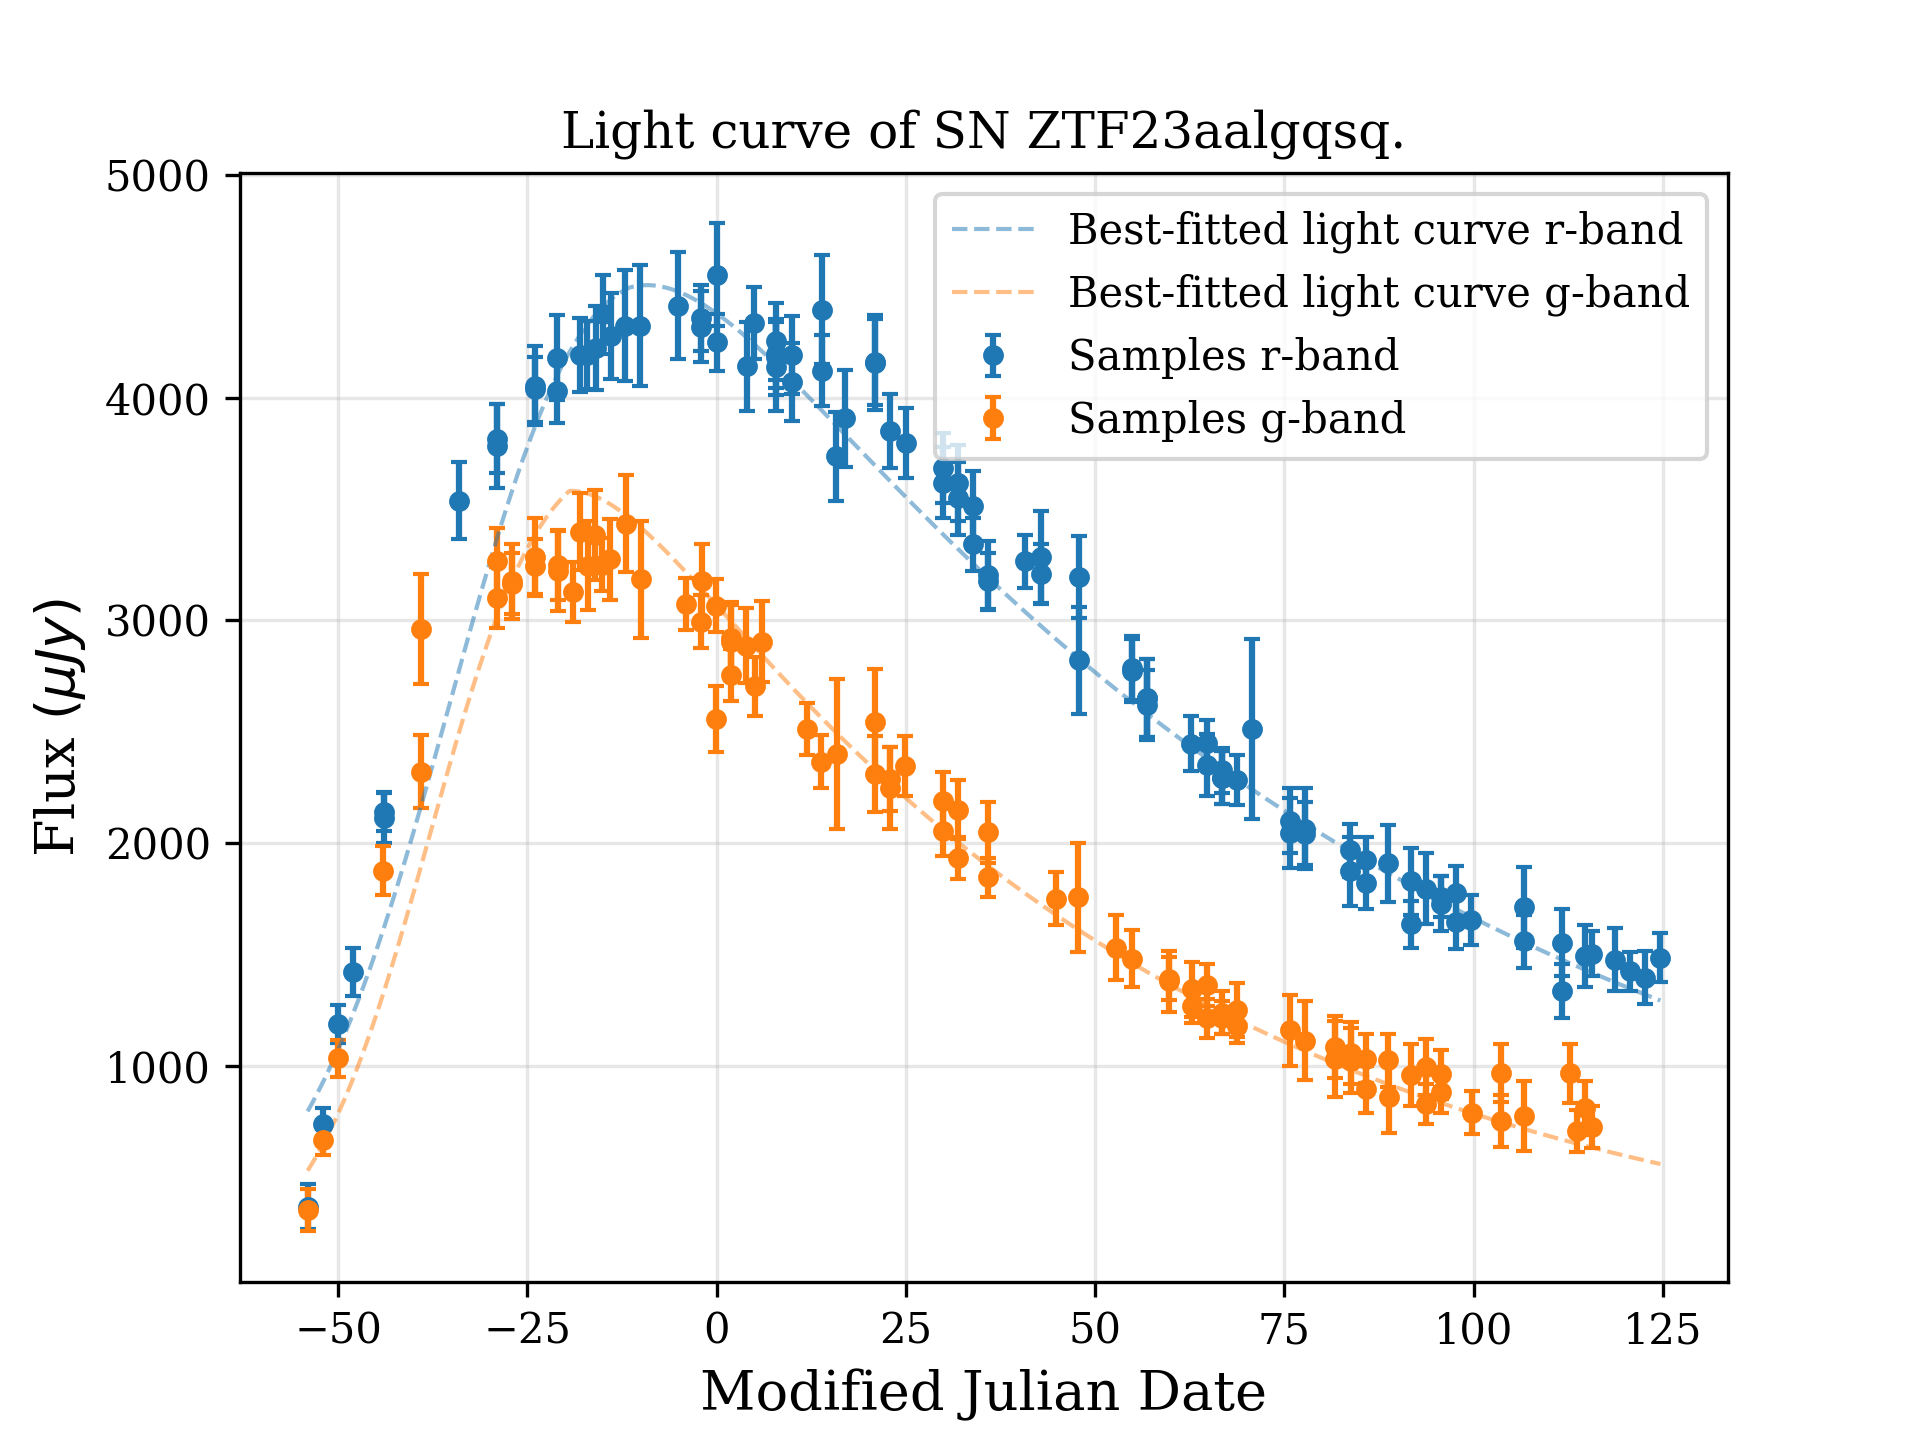 Light curve of SN ZTF23aalgqsq.
5000
4000
3000
2000
1000
Flux (μJy)
Best-fitted light curve r-band
Best-fitted light curve g-band
Samples r-band
Samples g-band
−50 −25 0 25 50 75 100 125
Modified Julian Date